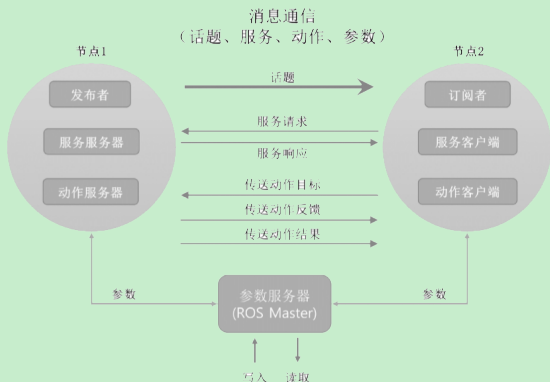 消息通信
（话题、服务、动作、参数）
节点1
节点2
发布者
话题
订阅者
服务服务器
服务请求
服务响应
服务客户端
动作服务器
传送动作目标
传送动作反馈
传送动作结果
动作客户端
参数
参数服务器
(ROS Master)
参数
写入 读取